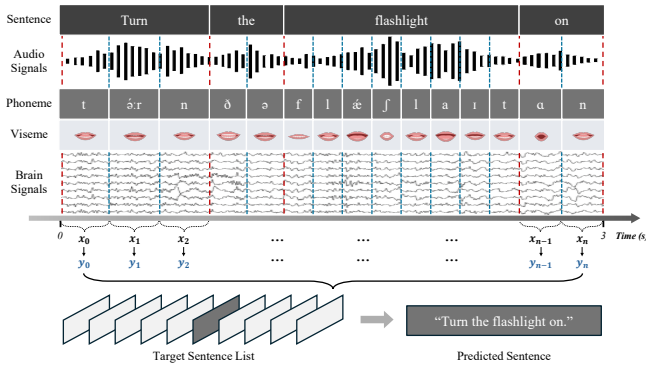 Sentence Turn the flashlight on
Audio
Signals
Phoneme t ɝ:r n ð ə f l ǽ ʃ l a ɪ t ɑ n
Viseme
Brain
Signals
0 3 Time (s
x0 x1 x2 ... ... ... xn−1 xn
y0 y1 y2 ... ... ... yn−1 yn
"Turn the flashlight on."
Target Sentence List Predicted Sentence